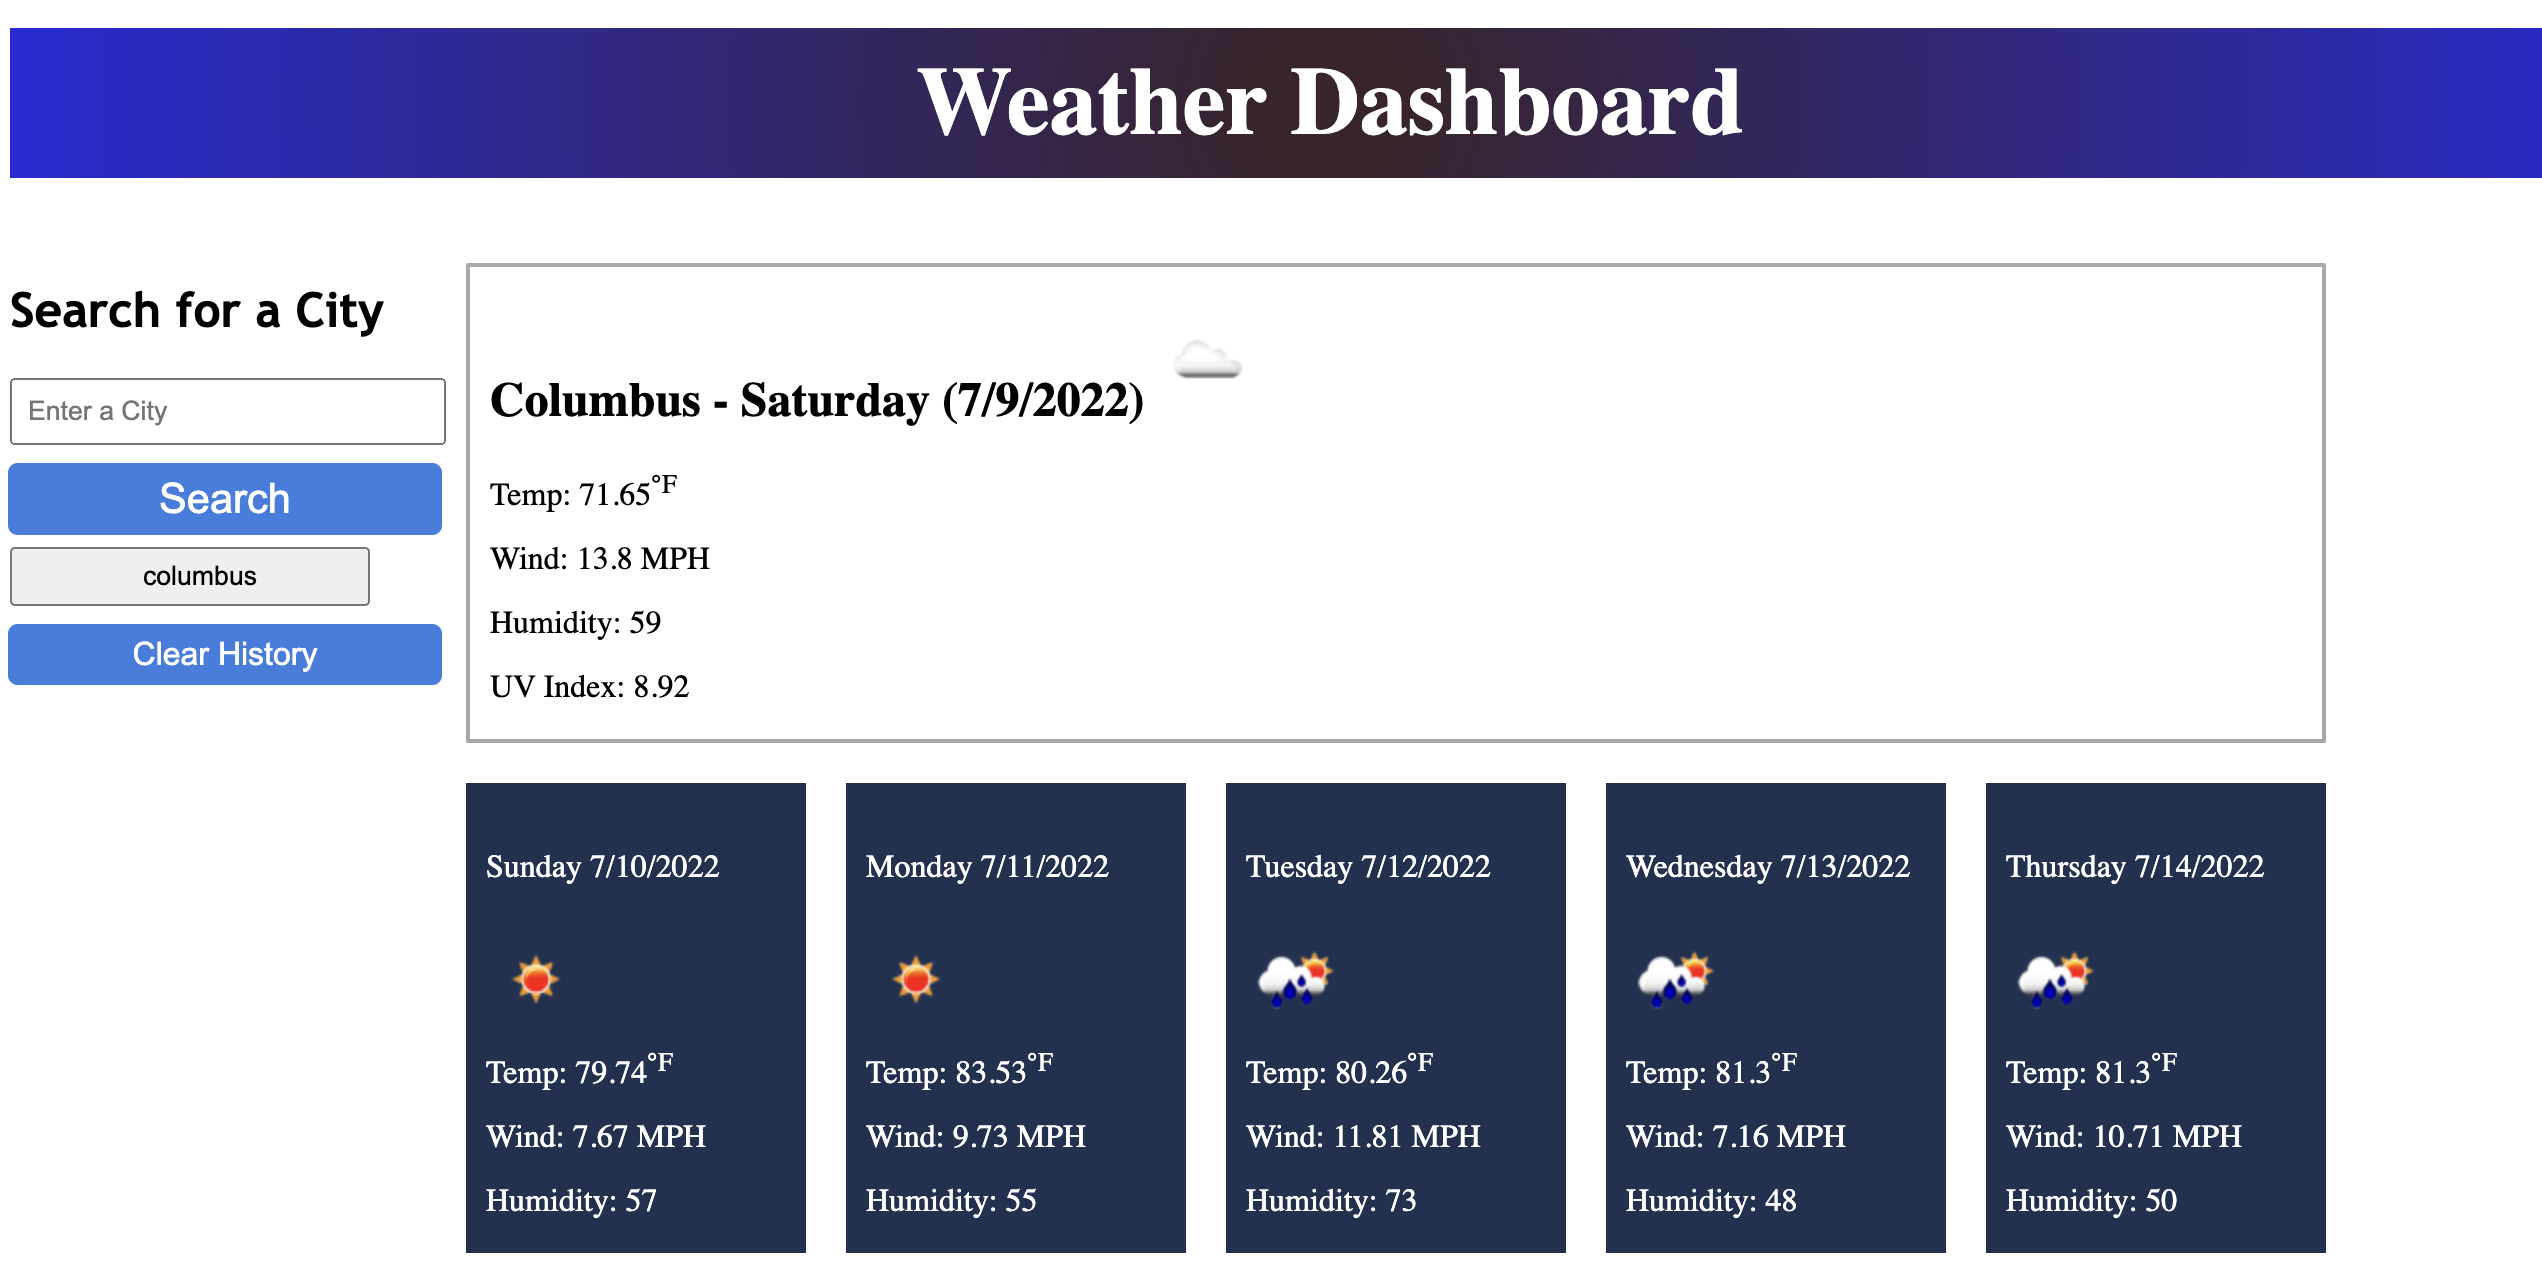 Weather Dashboard
Search for a City
Enter a City
Search
columbus
Clear History
Columbus - Saturday (7/9/2022)
Temp: 71.65°F
Wind: 13.8 MPH
Humidity: 59
UV Index: 8.92
Sunday 7/10/2022
Temp: 79.74°F
Wind: 7.67 MPH
Humidity: 57
Monday 7/11/2022
Temp: 83.53°F
Wind: 9.73 MPH
Humidity: 55
Tuesday 7/12/2022
Temp: 80.26°F
Wind: 11.81 MPH
Humidity: 73
Wednesday 7/13/2022
Temp: 81.3°F
Wind: 7.16 MPH
Humidity: 48
Thursday 7/14/2022
Temp: 81.3°F
Wind: 10.71 MPH
Humidity: 50